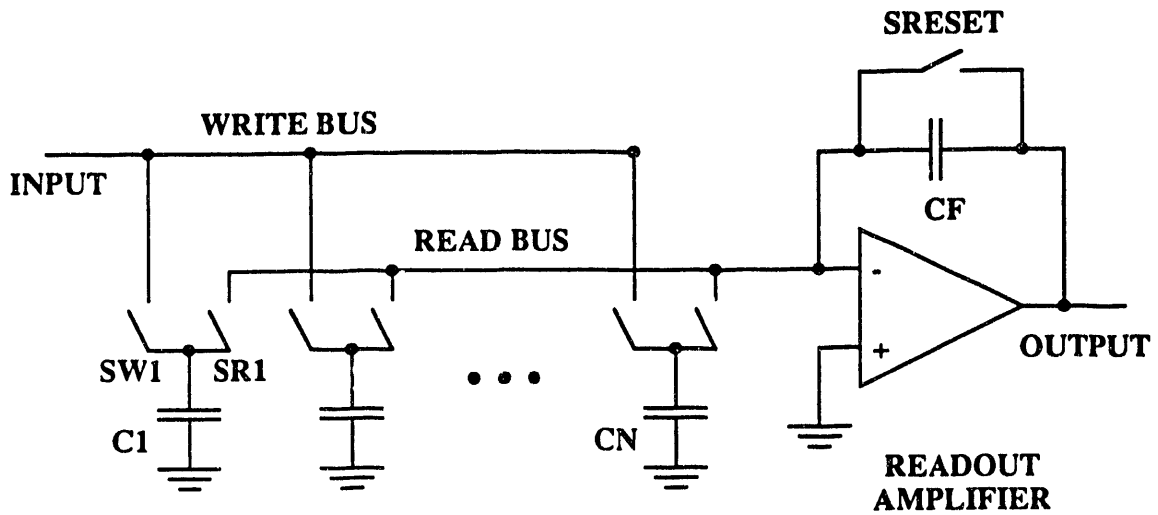 SRESET
WRITE BUS
INPUT
CF
READ BUS
-
+
OUTPUT
SW1
SR1
• • •
C1
CN
READOUT
AMPLIFIER